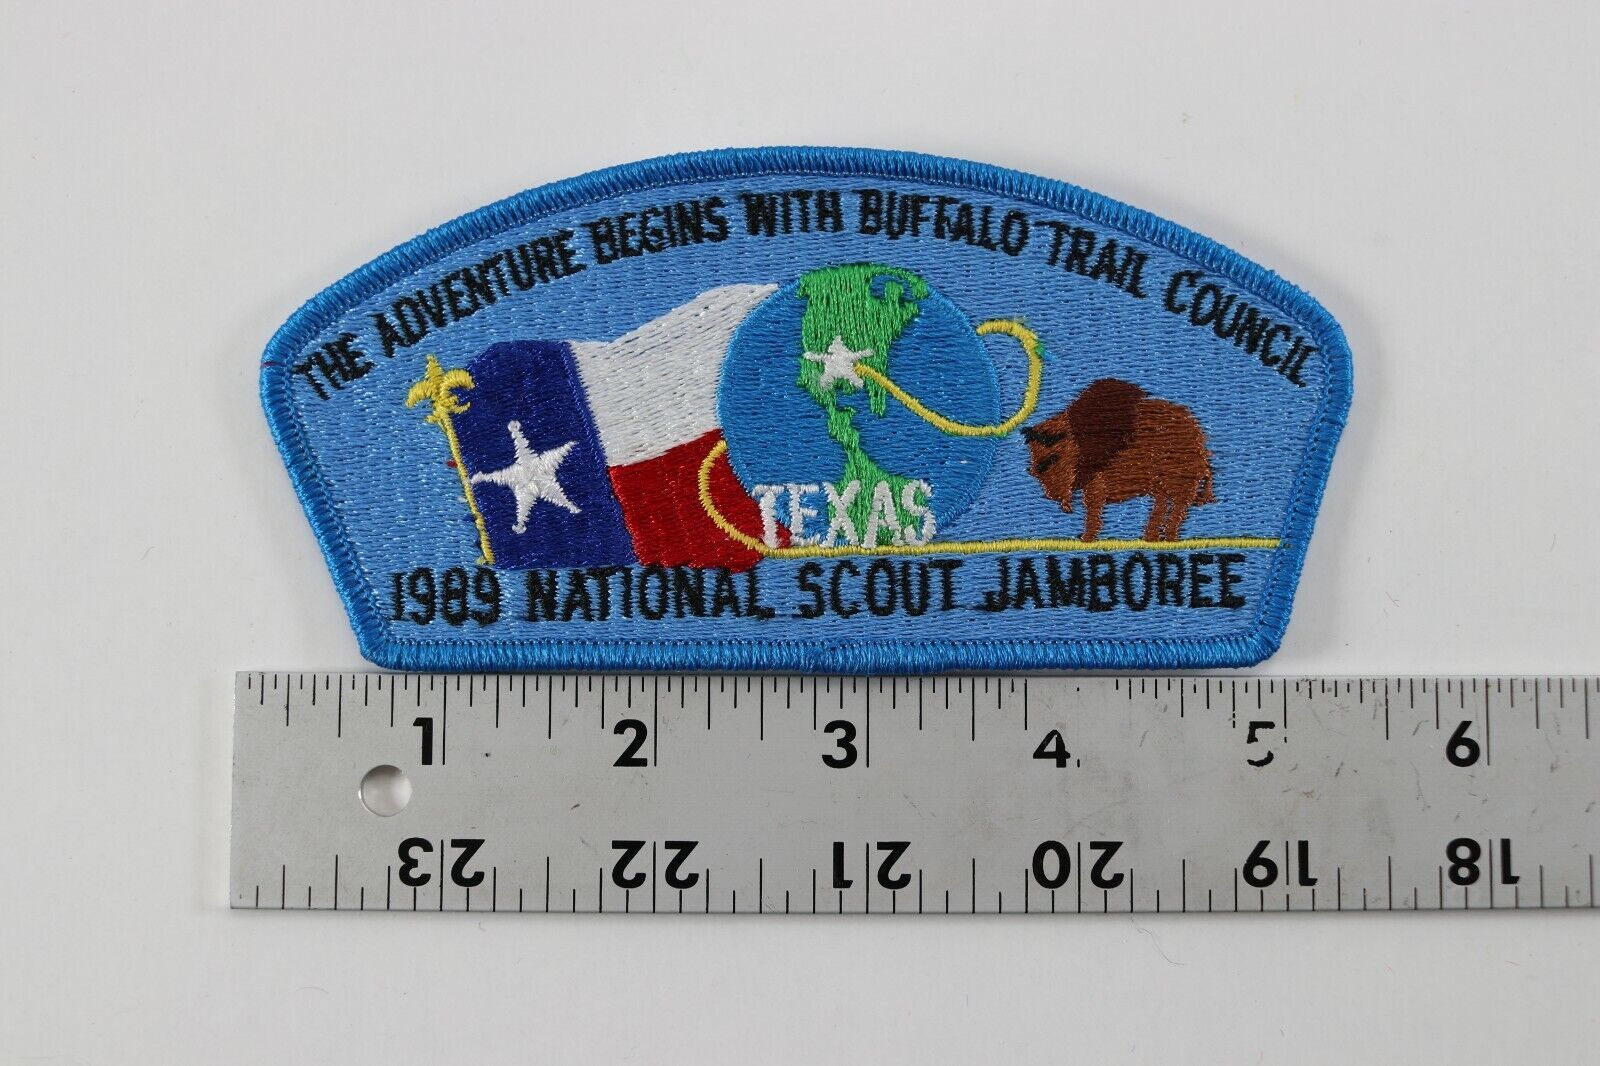 THE ADVENTURE BEGINS WITH BUFFALO TRAIL COUNCIL
TEXAS
1989 NATIONAL SCOUT JAMBOREE
1 2 3 4 5 6
23 22 21 20 19 18